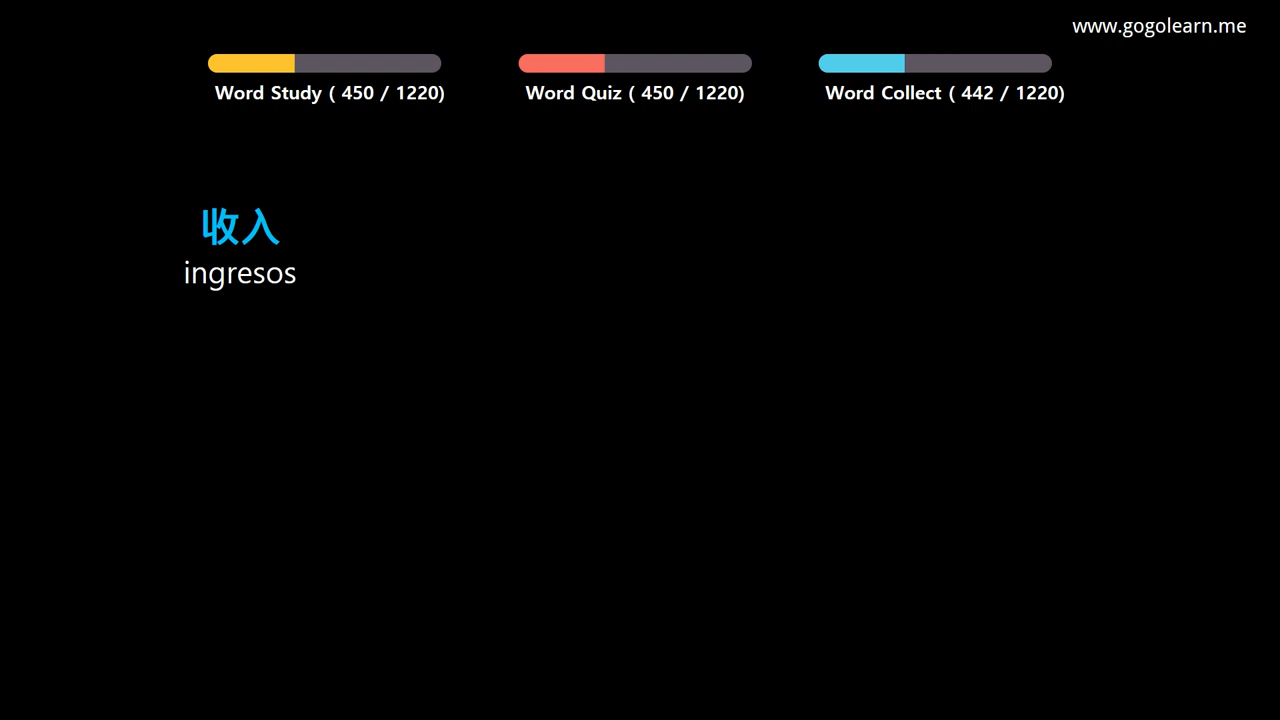 www.gogolearn.me
Word Study ( 450 / 1220)
Word Quiz ( 450 / 1220)
Word Collect ( 442 / 1220)
收入
ingresos